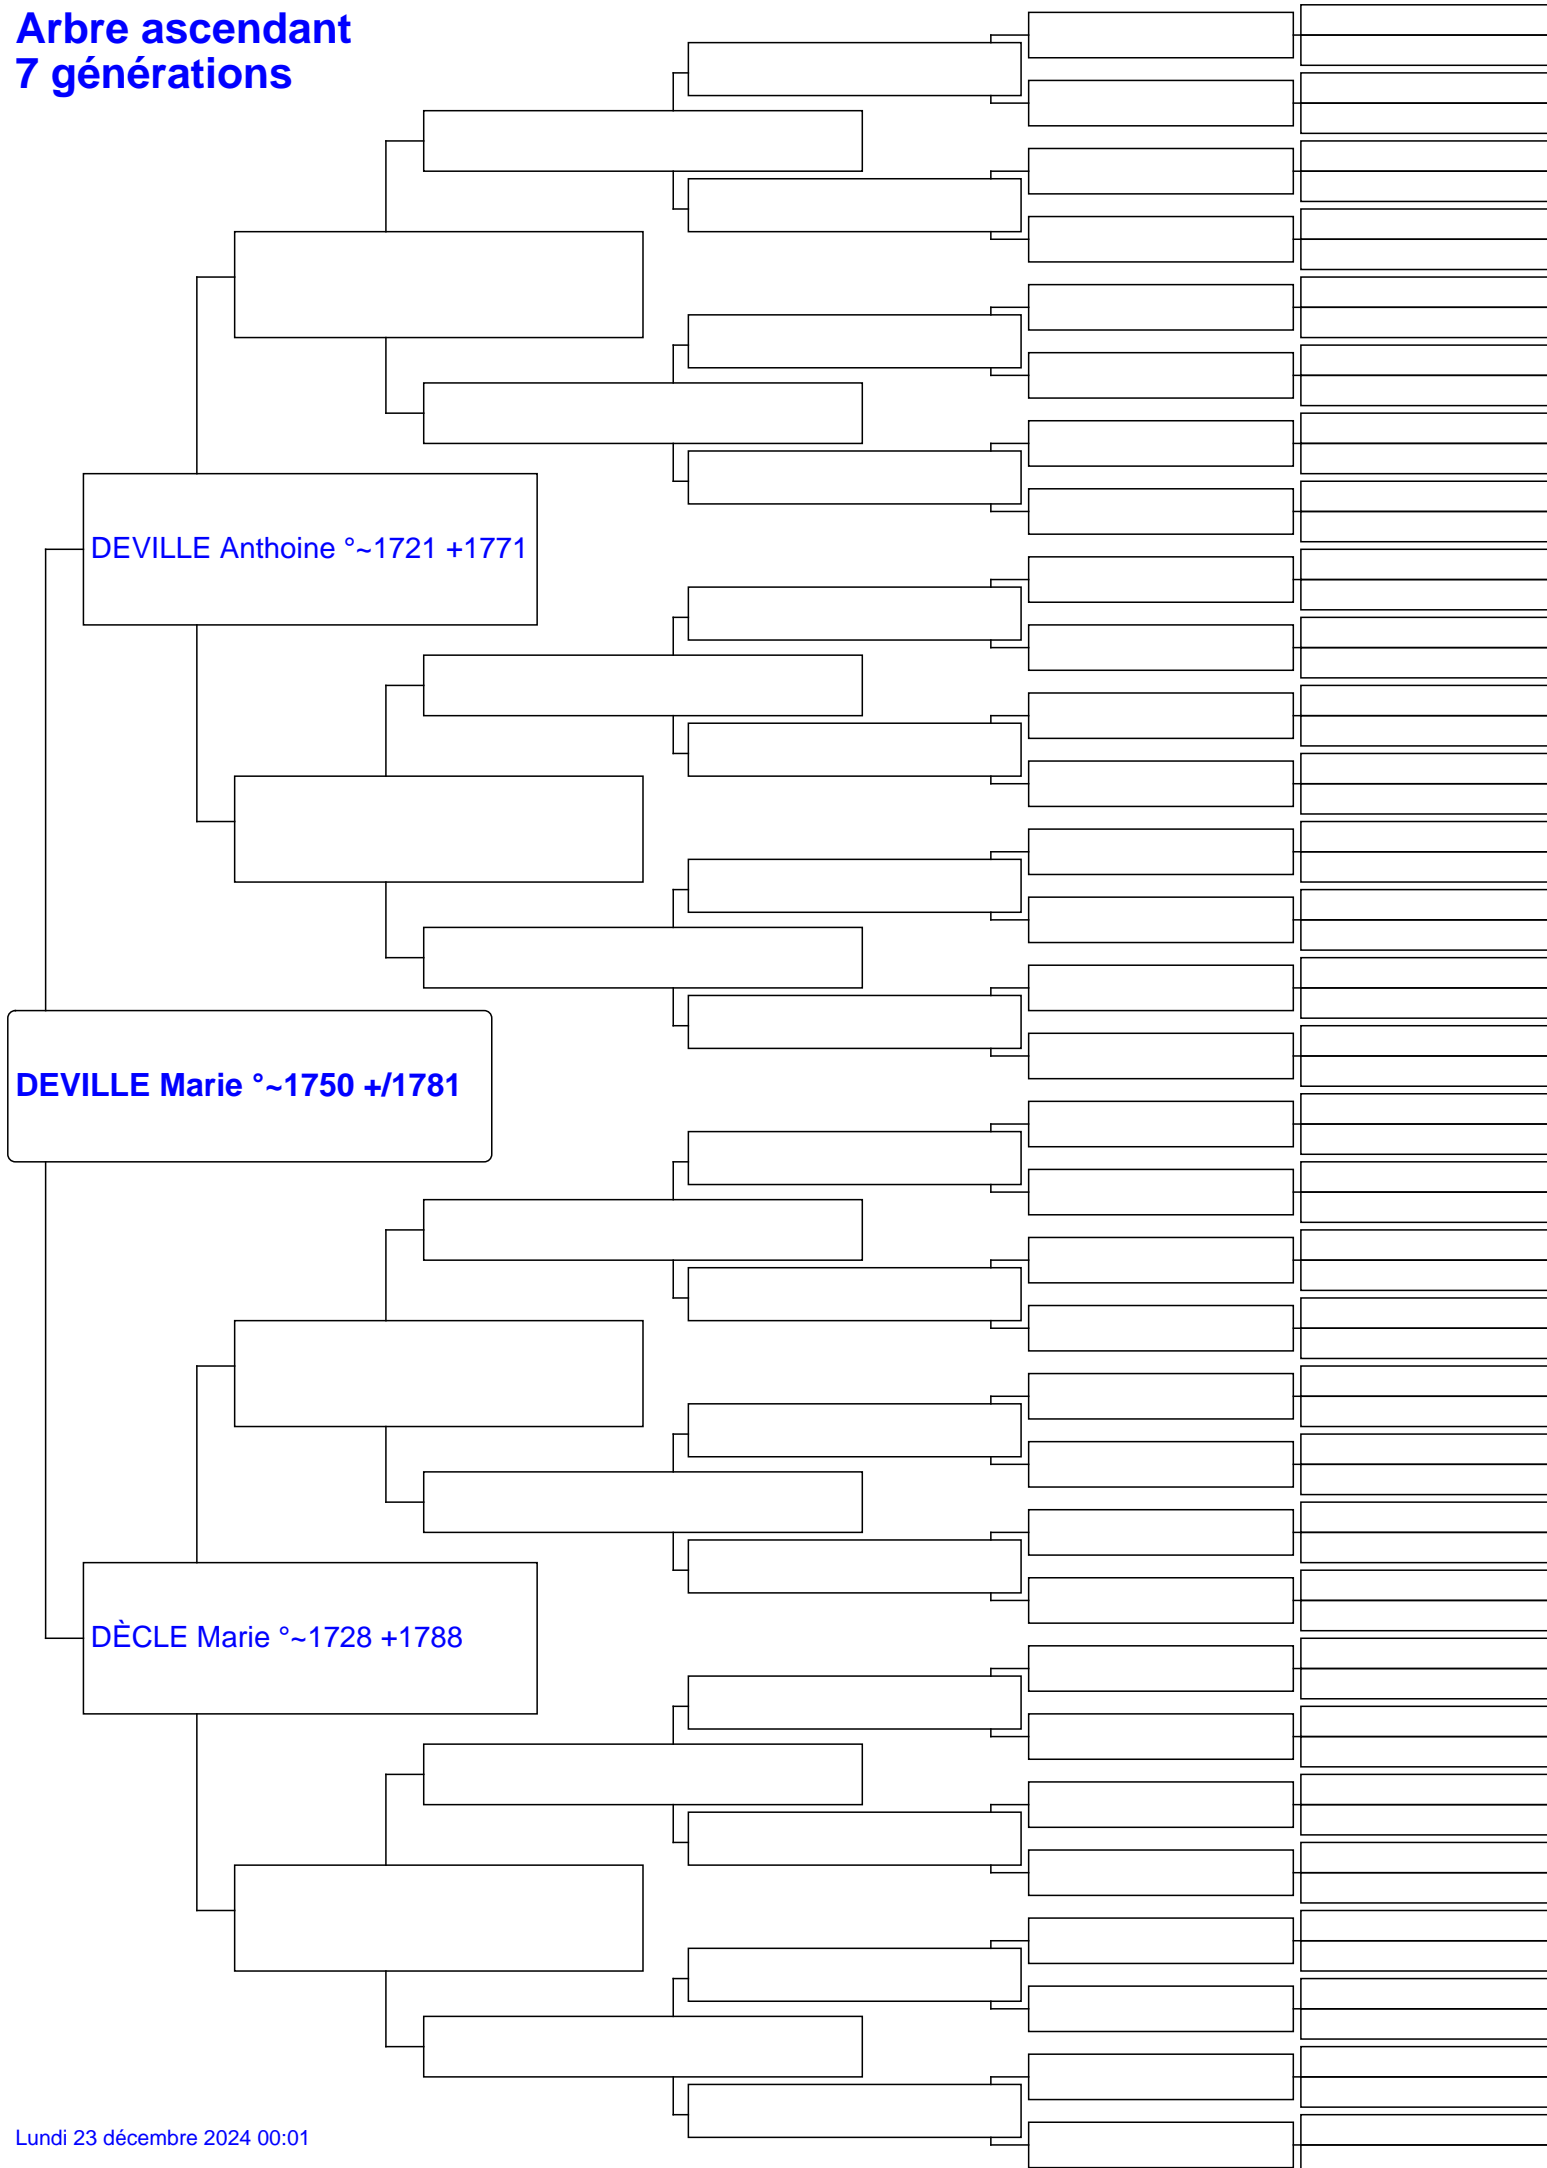 Arbre ascendant
7 générations
DEVILLE Anthoine °~1721 +1771
DEVILLE Marie °~1750 +/1781
DÈCLE Marie °~1728 +1788
Lundi 23 décembre 2024 00:01